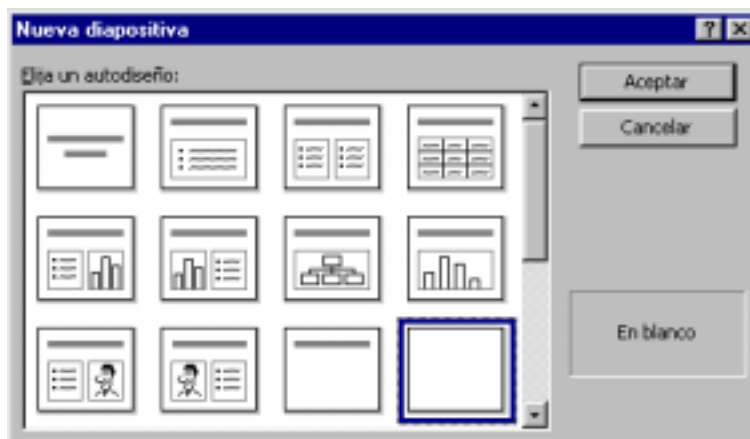 Nueva diapositiva
Elija un autodiseño:
Aceptar
Cancelar
En blanco